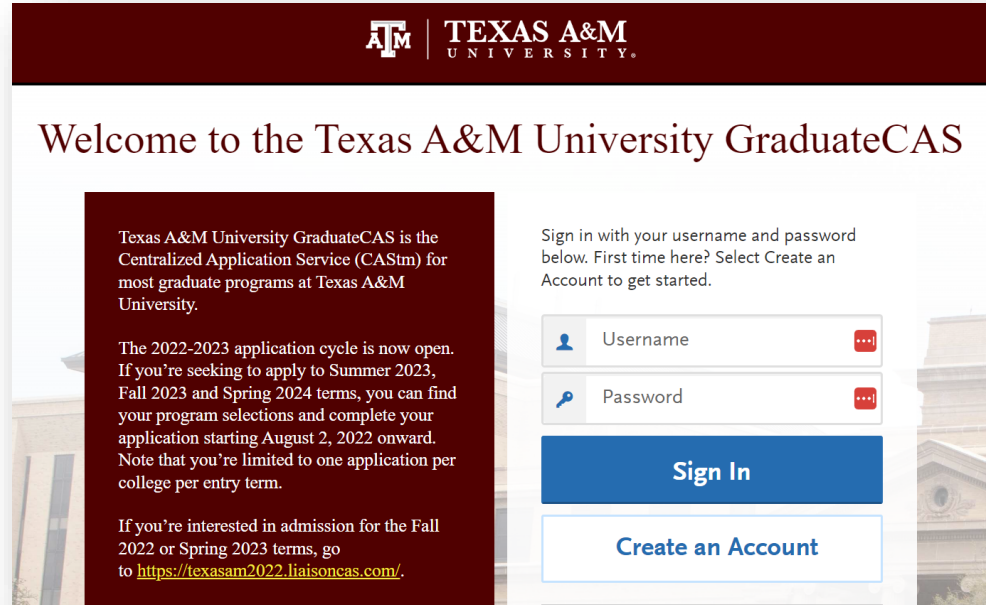 ĀM | TEXAS A&M
UNIVERSITY®
Welcome to the Texas A&M University GraduateCAS
Texas A&M University GraduateCAS is the
Centralized Application Service (CAStm) for
most graduate programs at Texas A&M
University.
The 2022-2023 application cycle is now open.
If you're seeking to apply to Summer 2023,
Fall 2023 and Spring 2024 terms, you can find
your program selections and complete your
application starting August 2, 2022 onward.
Note that you're limited to one application per
college per entry term.
If you're interested in admission for the Fall
2022 or Spring 2023 terms, go
to https://texasam2022.liaisoncas.com/.
Sign in with your username and password
below. First time here? Select Create an
Account to get started.
Username
Password
Sign In
Create an Account